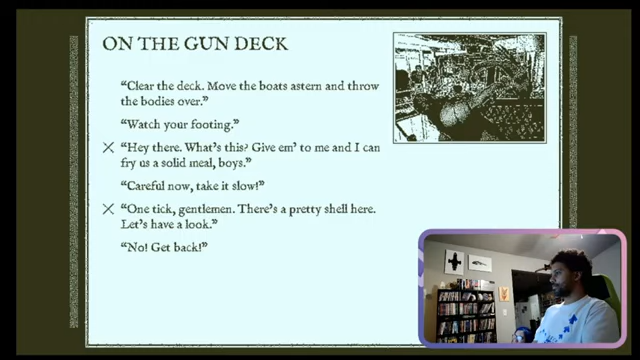 ON THE GUN DECK
“Clear the deck. Move the boats astern and throw
the bodies over.”
“Watch your footing.”
“Hey there. What's this? Give em' to me and I can
fry us a solid meal, boys.”
“Careful now, take it slow!”
“One tick, gentlemen. There's a pretty shell here.
Let's have a look.”
“No! Get back!”